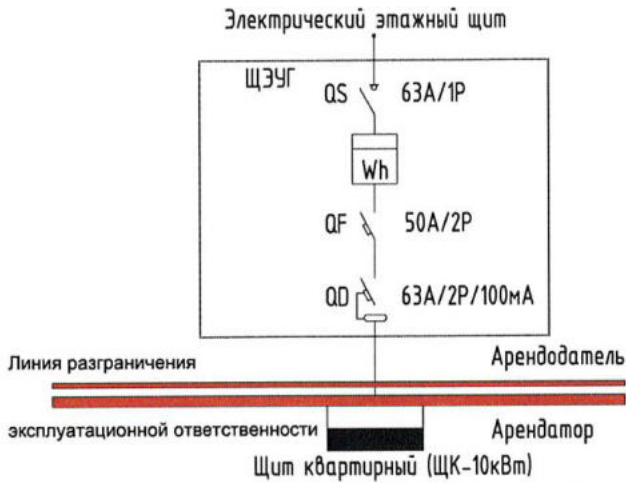 Электрический этажный щит
ЩЭУГ
QS 63А/1Р
Wh
QF 50А/2Р
QD 63А/2Р/100мА
Линия разграничения Арендодатель
эксплуатационной ответственности Арендатор
Щит квартирный (ЩК-10кВт)